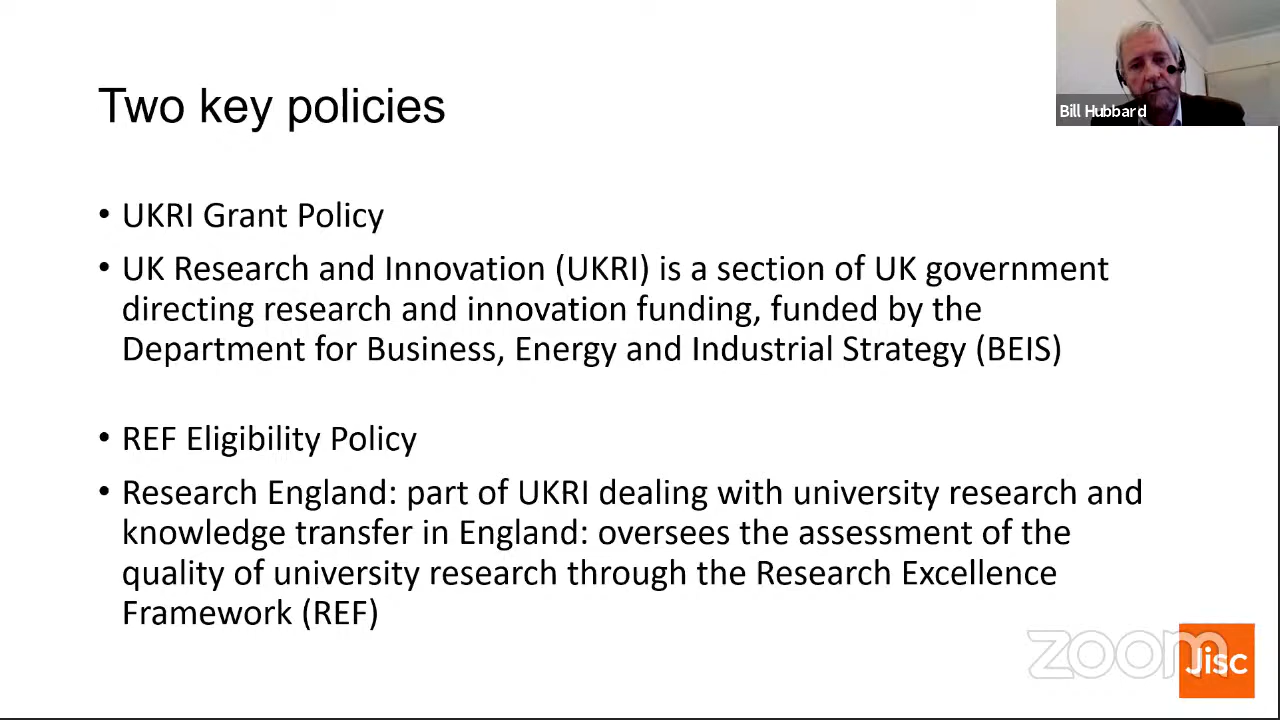 Two key policies
Bill Hubbard
• UKRI Grant Policy
• UK Research and Innovation (UKRI) is a section of UK government
directing research and innovation funding, funded by the
Department for Business, Energy and Industrial Strategy (BEIS)
• REF Eligibility Policy
• Research England: part of UKRI dealing with university research and
knowledge transfer in England: oversees the assessment of the
quality of university research through the Research Excellence
Framework (REF)
zoom
Jisc